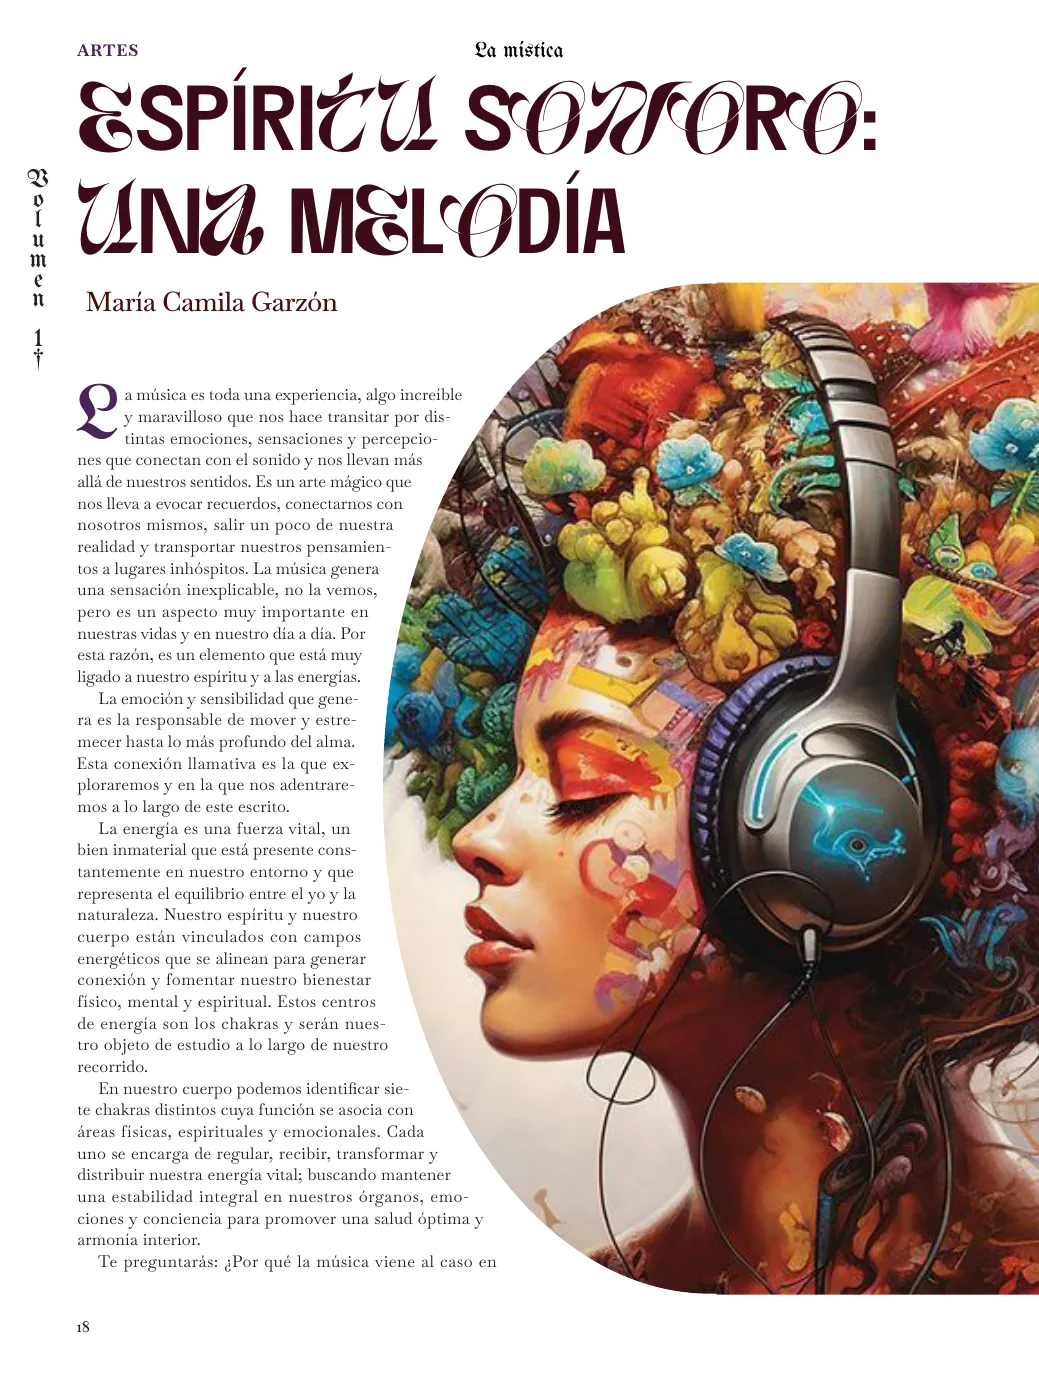 ARTES
La mística
ESPÍRITU SONORO:
UNA MELODÍA
Volumen 1†
María Camila Garzón
La música es toda una experiencia, algo increíble
y maravilloso que nos hace transitar por dis-
tintas emociones, sensaciones y percepcio-
nes que conectan con el sonido y nos llevan más
allá de nuestros sentidos. Es un arte mágico que
nos lleva a evocar recuerdos, conectarnos con
nosotros mismos, salir un poco de nuestra
realidad y transportar nuestros pensamien-
tos a lugares inhóspitos. La música genera
una sensación inexplicable, no la vemos,
pero es un aspecto muy importante en
nuestras vidas y en nuestro día a día. Por
esta razón, es un elemento que está muy
ligado a nuestro espíritu y a las energías.
La emoción y sensibilidad que gene-
ra es la responsable de mover y estre-
mecer hasta lo más profundo del alma.
Esta conexión llamativa es la que ex-
ploraremos y en la que nos adentrare-
mos a lo largo de este escrito.
La energía es una fuerza vital, un
bien inmaterial que está presente cons-
tantemente en nuestro entorno y que
representa el equilibrio entre el yo y la
naturaleza. Nuestro espíritu y nuestro
cuerpo están vinculados con campos
energéticos que se alinean para generar
conexión y fomentar nuestro bienestar
físico, mental y espiritual. Estos centros
de energía son los chakras y serán nues-
tro objeto de estudio a lo largo de nuestro
recorrido.
En nuestro cuerpo podemos identificar sie-
te chakras distintos cuya función se asocia con
áreas físicas, espirituales y emocionales. Cada
uno se encarga de regular, recibir, transformar y
distribuir nuestra energía vital; buscando mantener
una estabilidad integral en nuestros órganos, emo-
ciones y conciencia para promover una salud óptima y
armonía interior.
Te preguntarás: ¿Por qué la música viene al caso en
18